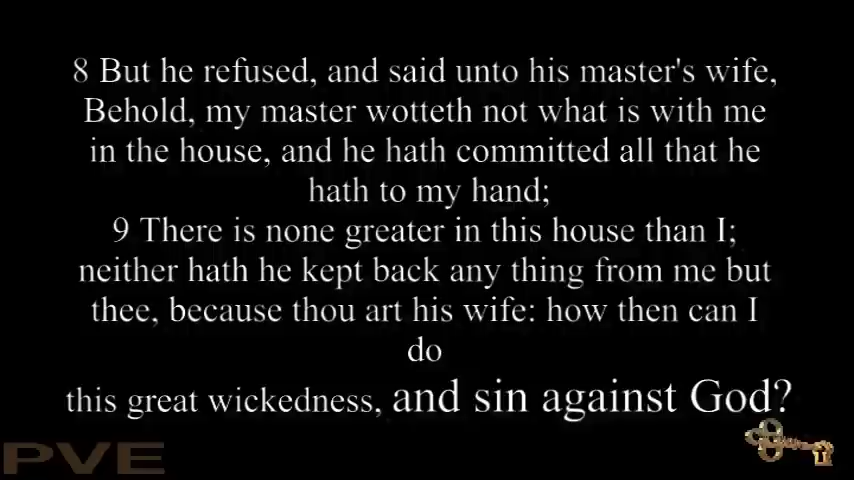 8 But he refused, and said unto his master's wife,
Behold, my master wotteth not what is with me
in the house, and he hath committed all that he
hath to my hand;
9 There is none greater in this house than I;
neither hath he kept back any thing from me but
thee, because thou art his wife: how then can I
do
this great wickedness, and sin against God?
PVE